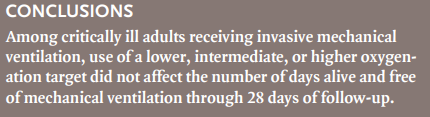 CONCLUSIONS
Among critically ill adults receiving invasive mechanical
ventilation, use of a lower, intermediate, or higher oxygen-
ation target did not affect the number of days alive and free
of mechanical ventilation through 28 days of follow-up.